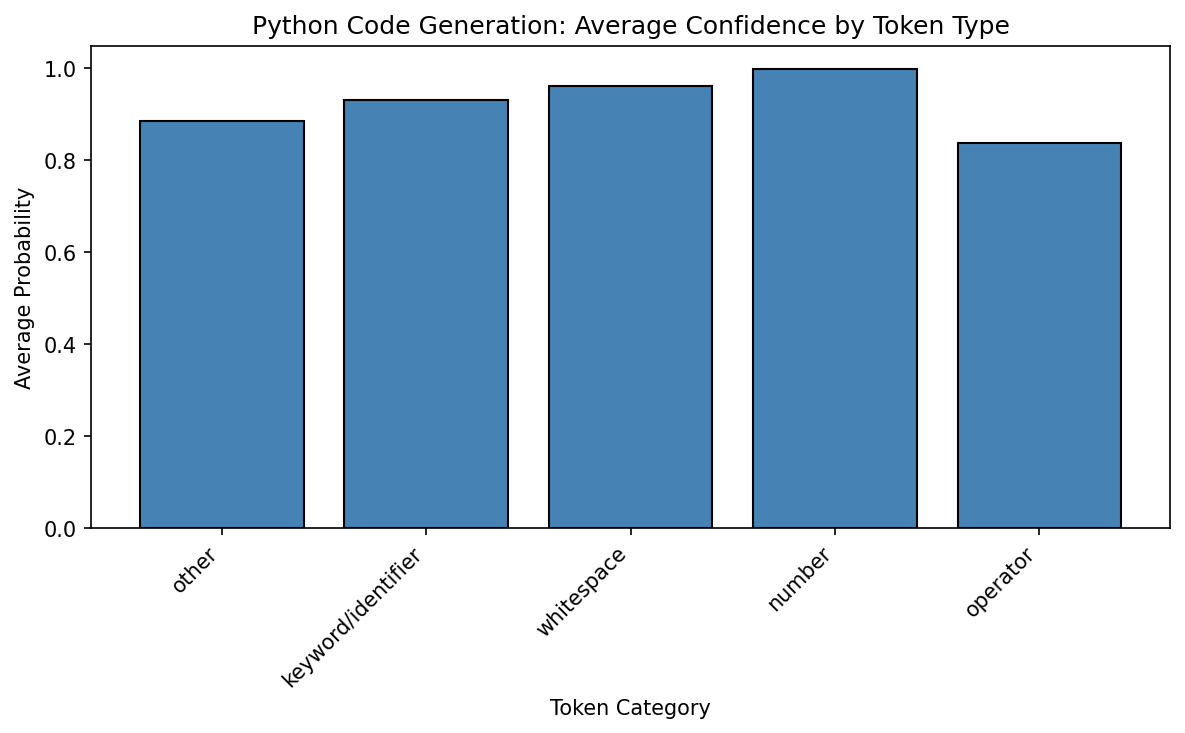 Python Code Generation: Average Confidence by Token Type
1.0
0.8
0.6
0.4
0.2
0.0
Average Probability
other
keyword/identifier
whitespace
number
operator
Token Category